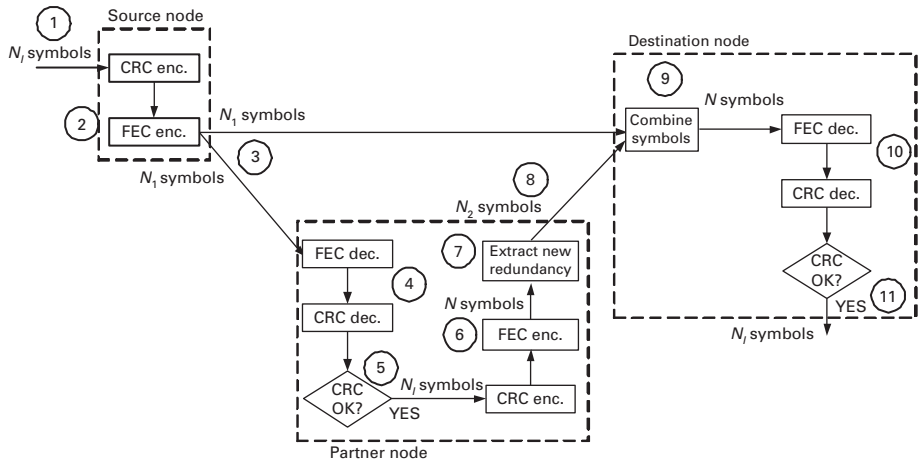 Source node
1
N_I symbols
CRC enc.
2
FEC enc.
N_1 symbols
3
N_1 symbols
Destination node
9
Combine
symbols
N symbols
FEC dec.
10
CRC dec.
CRC
OK?
11
YES
N_I symbols
8
N_2 symbols
FEC dec.
4
CRC dec.
5
CRC
OK?
YES
N_I symbols
CRC enc.
6
FEC enc.
N symbols
7
Extract new
redundancy
Partner node